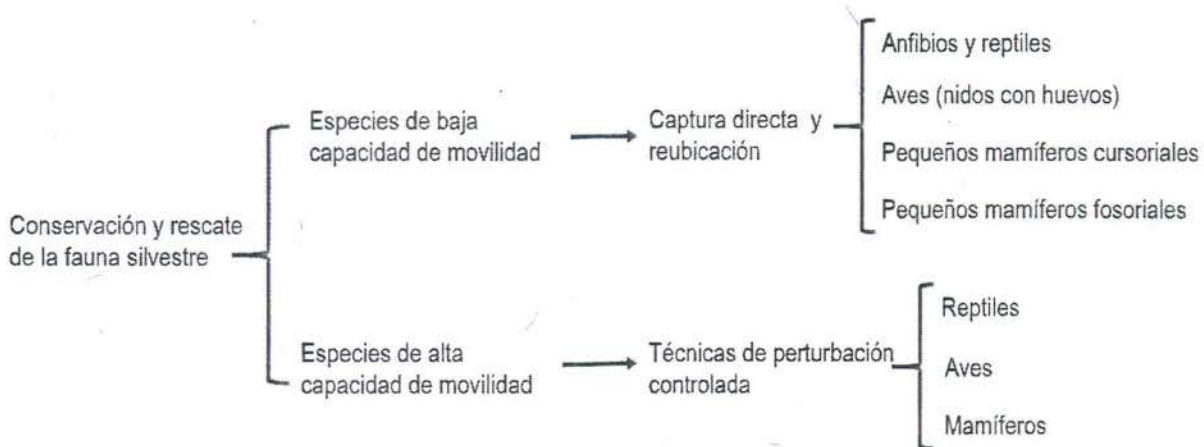 Conservación y rescate
de la fauna silvestre
Especies de baja
capacidad de movilidad
Captura directa y
reubicación
Anfibios y reptiles
Aves (nidos con huevos)
Pequeños mamíferos cursoriales
Pequeños mamíferos fosoriales
Especies de alta
capacidad de movilidad
Técnicas de perturbación
controlada
Reptiles
Aves
Mamíferos